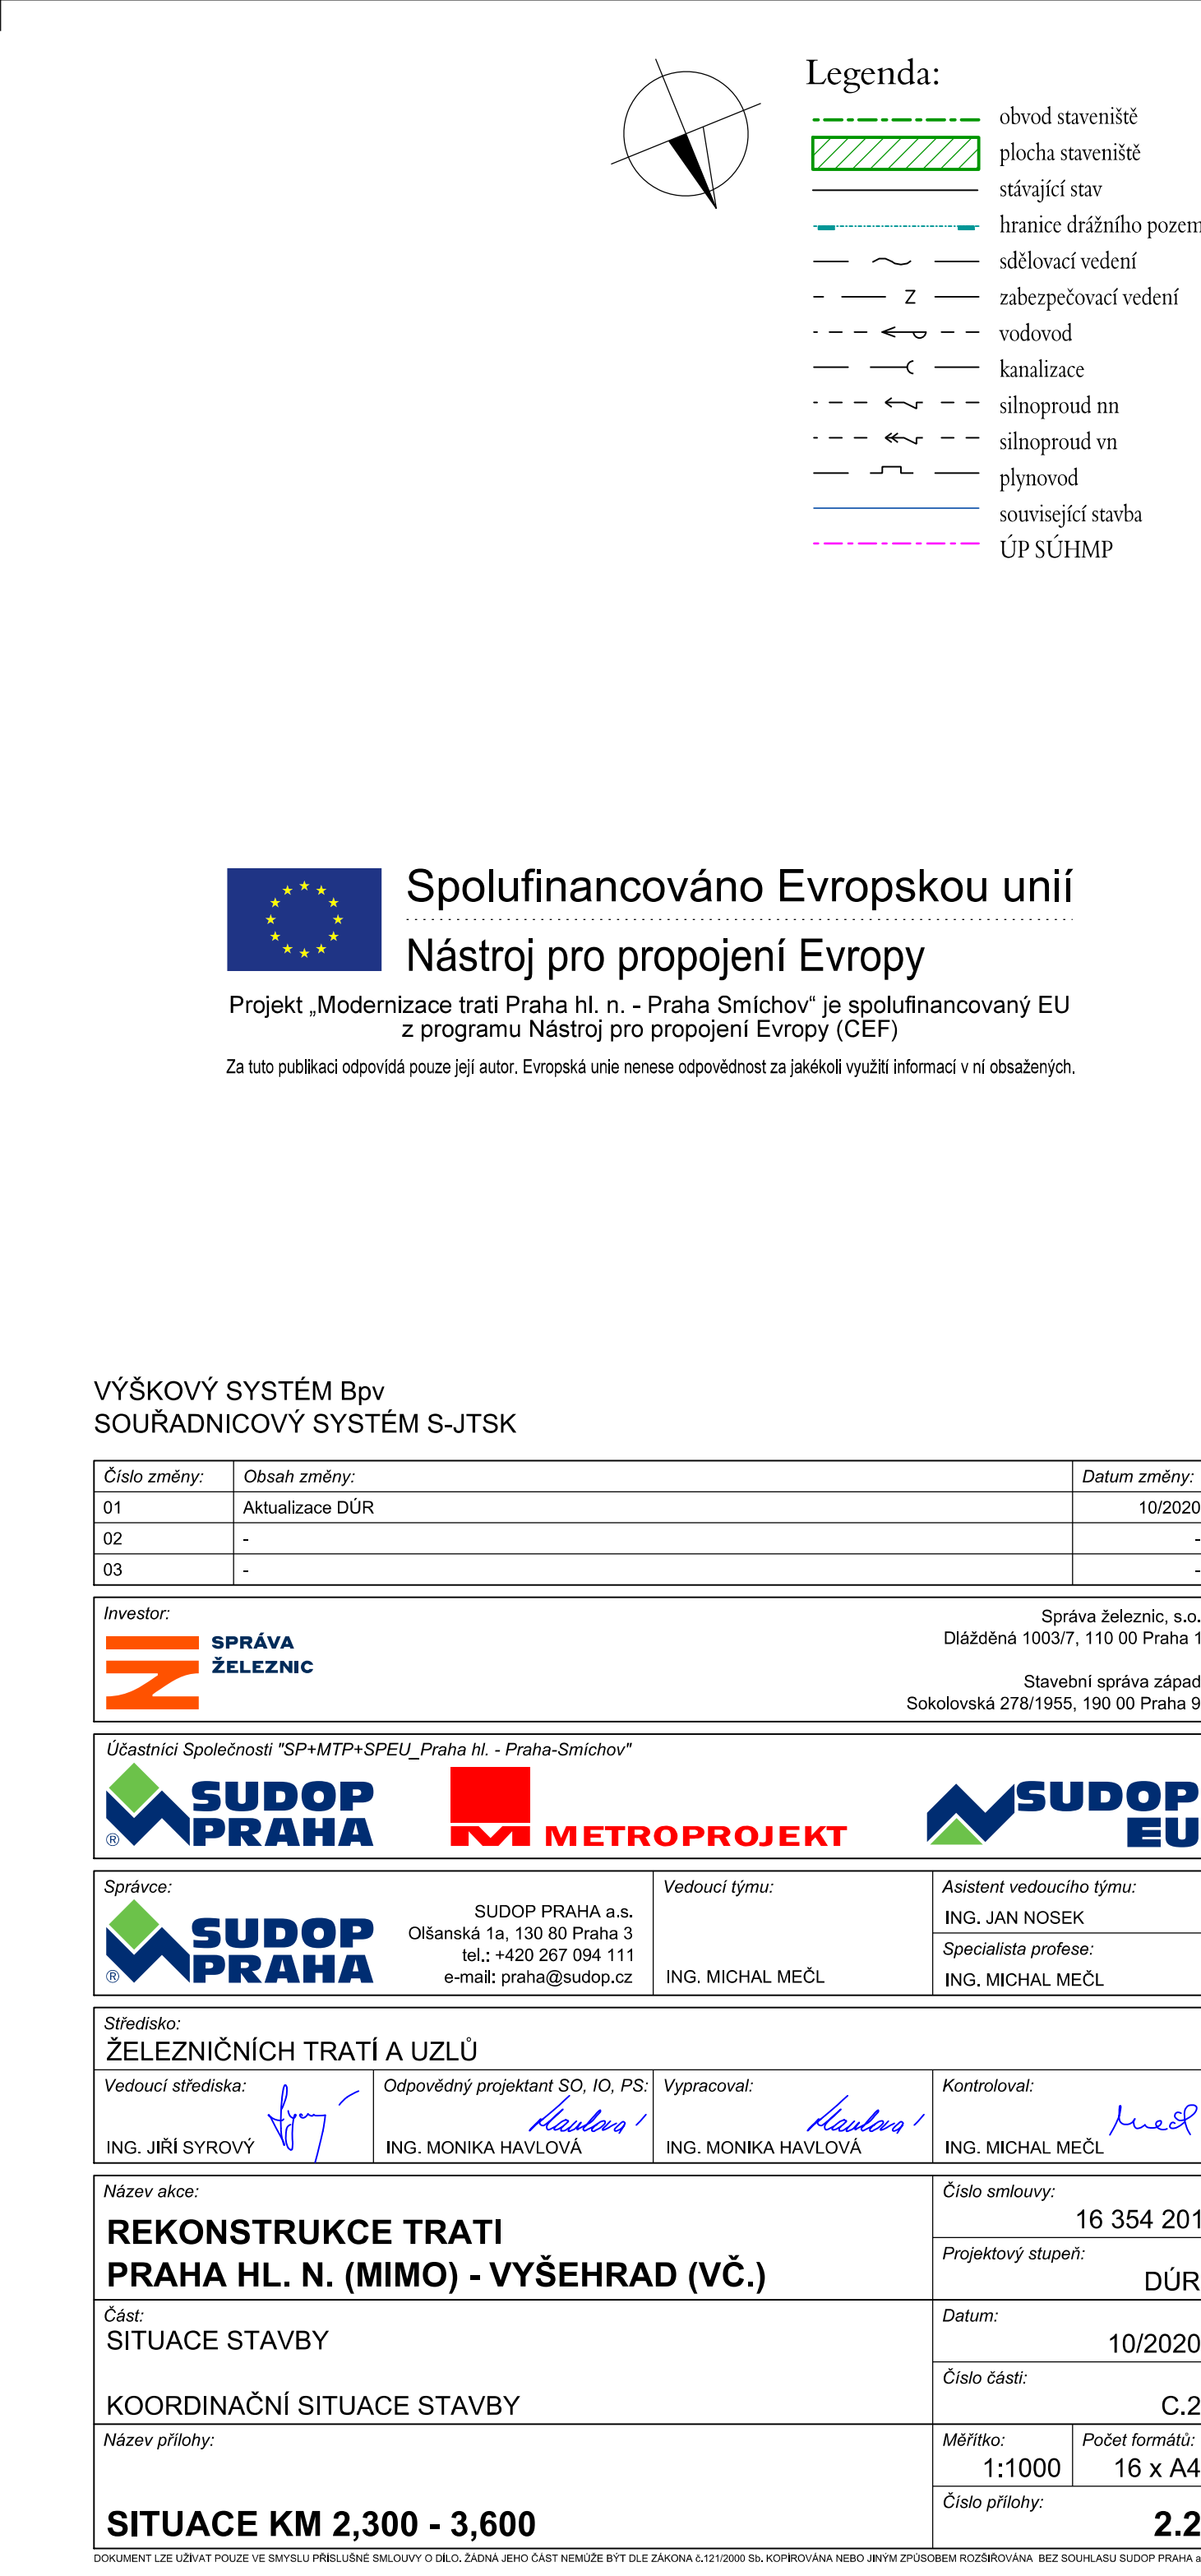 Legenda:
obvod staveniště
plocha staveniště
stávající stav
hranice drážního pozem
sdělovací vedení
Z zabezpečovací vedení
vodovod
kanalizace
silnoproud nn
silnoproud vn
plynovod
související stavba
ÚP SÚHMP
Spolufinancováno Evropskou unií
Nástroj pro propojení Evropy
Projekt „Modernizace trati Praha hl. n. - Praha Smíchov“ je spolufinancovaný EU
z programu Nástroj pro propojení Evropy (CEF)
Za tuto publikaci odpovídá pouze její autor. Evropská unie nenese odpovědnost za jakékoli využití informací v ní obsažených.
VÝŠKOVÝ SYSTÉM Bpv
SOUŘADNICOVÝ SYSTÉM S-JTSK
Číslo změny: Obsah změny: Datum změny:
01 Aktualizace DÚR 10/2020
02 - -
03 - -
Investor:
SPRÁVA
ŽELEZNIC
Správa železnic, s.o.
Dlážděná 1003/7, 110 00 Praha 1
Stavební správa západ
Sokolovská 278/1955, 190 00 Praha 9
Účastníci Společnosti "SP+MTP+SPEU_Praha hl. - Praha-Smíchov"
SUDOP
PRAHA
®
METROPROJEKT
SUDOP
EU
Správce:
SUDOP
PRAHA
®
SUDOP PRAHA a.s.
Olšanská 1a, 130 80 Praha 3
tel.: +420 267 094 111
e-mail: praha@sudop.cz
Vedoucí týmu:
ING. MICHAL MEČL
Asistent vedoucího týmu:
ING. JAN NOSEK
Specialista profese:
ING. MICHAL MEČL
Středisko:
ŽELEZNIČNÍCH TRATÍ A UZLŮ
Vedoucí střediska:
ING. JIŘÍ SYROVÝ
Odpovědný projektant SO, IO, PS:
Havlová
ING. MONIKA HAVLOVÁ
Vypracoval:
Havlová
ING. MONIKA HAVLOVÁ
Kontroloval:
ING. MICHAL MEČL
Název akce:
REKONSTRUKCE TRATI
PRAHA HL. N. (MIMO) - VYŠEHRAD (VČ.)
Číslo smlouvy:
16 354 201
Projektový stupeň:
DÚR
Část:
SITUACE STAVBY
KOORDINAČNÍ SITUACE STAVBY
Datum:
10/2020
Číslo části:
C.2
Název přílohy:
SITUACE KM 2,300 - 3,600
Měřítko:
1:1000
Počet formátů:
16 x A4
Číslo přílohy:
2.2
DOKUMENT LZE UŽÍVAT POUZE VE SMYSLU PŘÍSLUŠNÉ SMLOUVY O DÍLO. ŽÁDNÁ JEHO ČÁST NEMŮŽE BÝT DLE ZÁKONA č.121/2000 Sb. KOPÍROVÁNA NEBO JINÝM ZPŮSOBEM ROZŠIŘOVÁNA BEZ SOUHLASU SUDOP PRAHA a